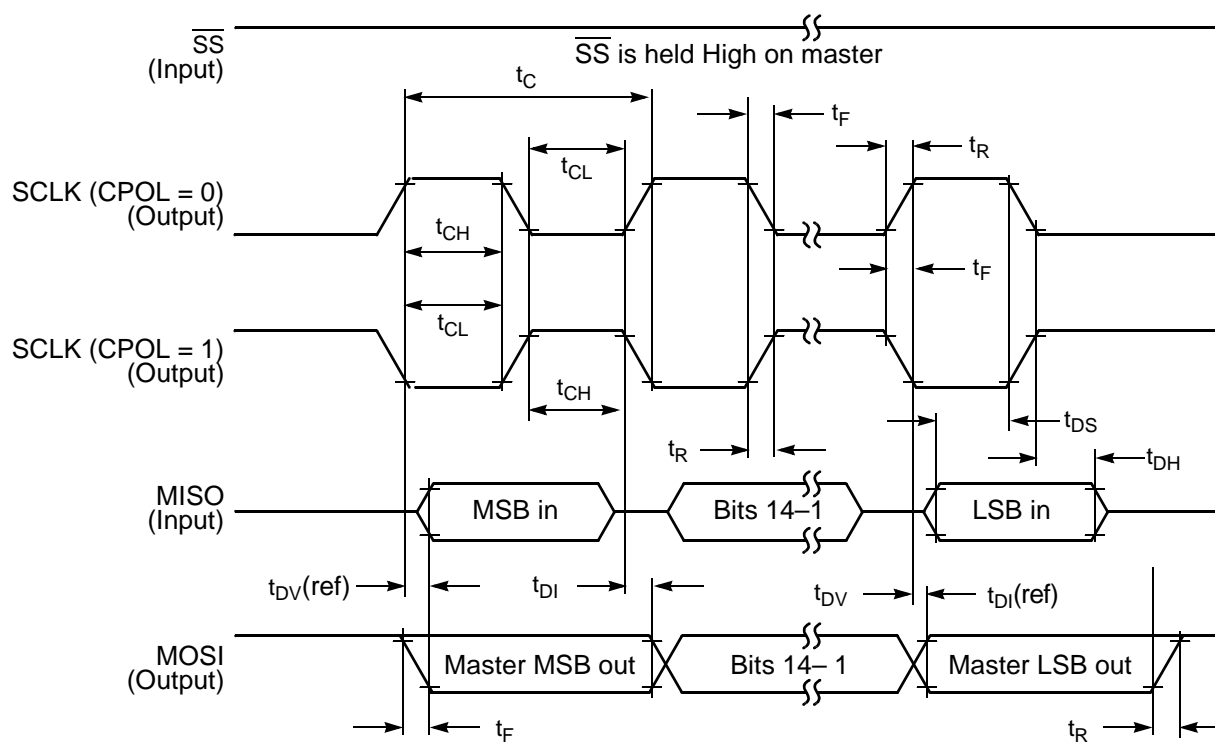 SS
(Input)
SS is held High on master
tC
tF
tR
tCL
SCLK (CPOL = 0)
(Output)
tCH
tF
tCL
SCLK (CPOL = 1)
(Output)
tCH
tDS
tR
tDH
MISO
(Input)
MSB in
Bits 14–1
LSB in
tDV(ref)
tDI
tDV
tDI(ref)
MOSI
(Output)
Master MSB out
Bits 14– 1
Master LSB out
tF
tR